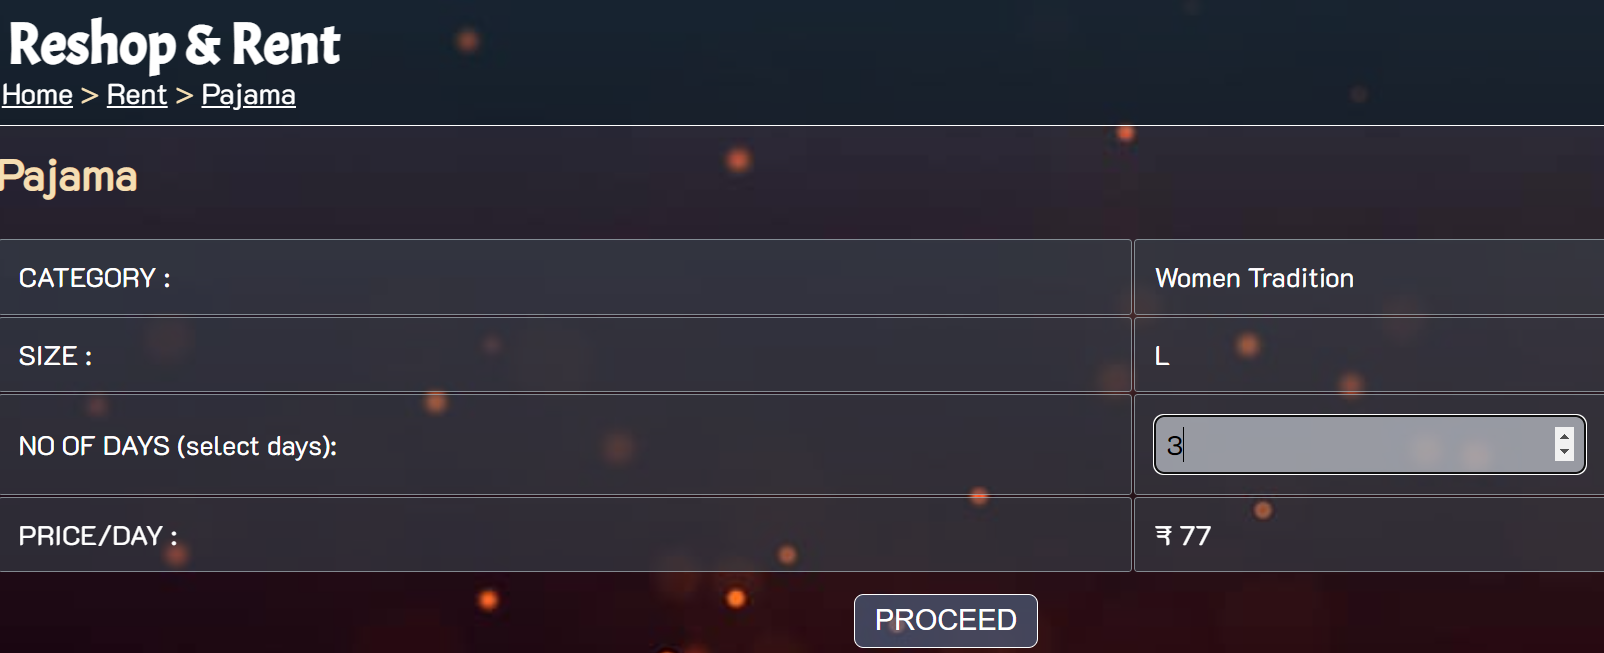 Reshop & Rent
Home > Rent > Pajama
Pajama
CATEGORY : Women Tradition
SIZE : L
NO OF DAYS (select days): 3
PRICE/DAY : ₹ 77
PROCEED